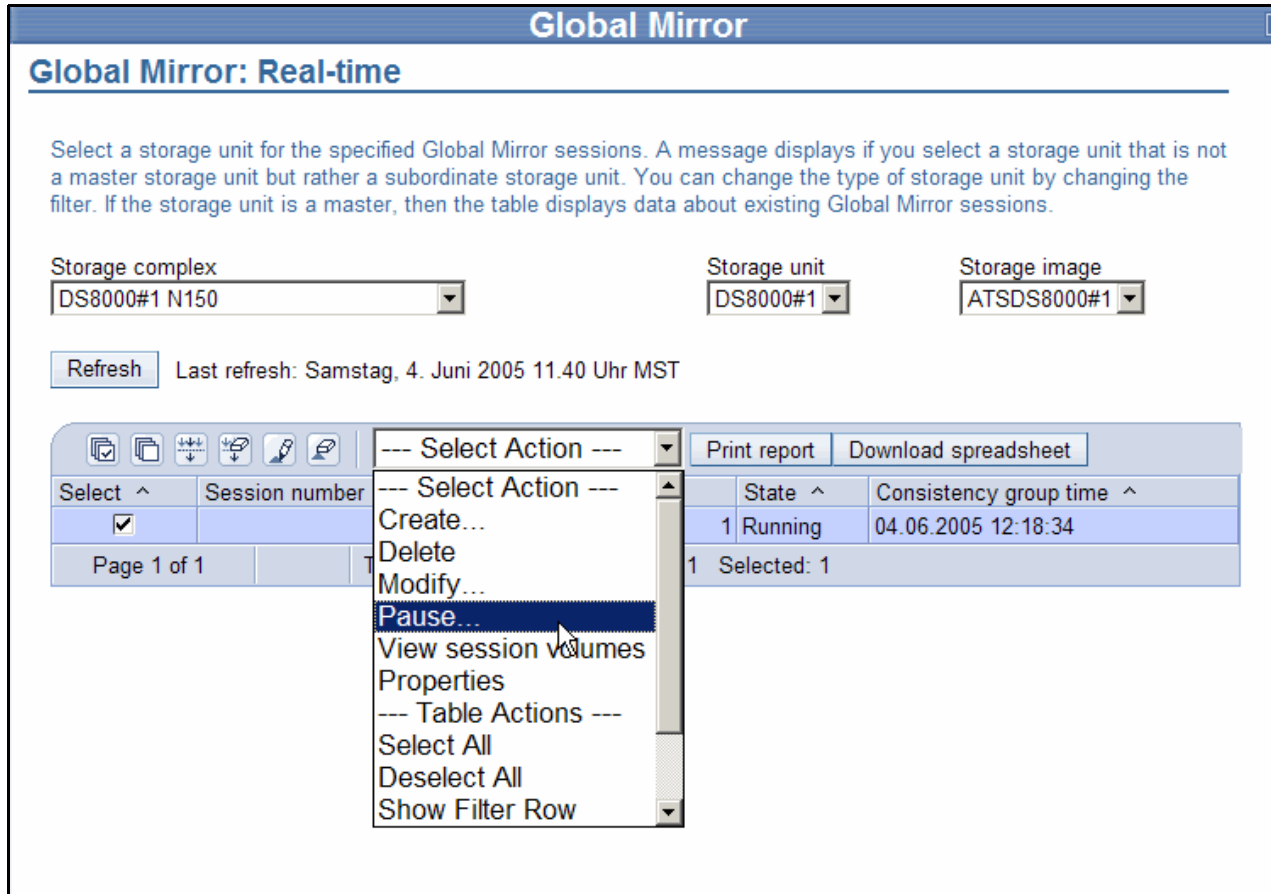 Global Mirror
Global Mirror: Real-time
Select a storage unit for the specified Global Mirror sessions. A message displays if you select a storage unit that is not
a master storage unit but rather a subordinate storage unit. You can change the type of storage unit by changing the
filter. If the storage unit is a master, then the table displays data about existing Global Mirror sessions.
Storage complex Storage unit Storage image
DS8000#1 N150 DS8000#1 ATSDS8000#1
Refresh Last refresh: Samstag, 4. Juni 2005 11.40 Uhr MST
--- Select Action --- Print report Download spreadsheet
Select ^ Session number State ^ Consistency group time ^
1 Running 04.06.2005 12:18:34
Page 1 of 1 T 1 Selected: 1
--- Select Action ---
Create...
Delete
Modify...
Pause...
View session volumes
Properties
--- Table Actions ---
Select All
Deselect All
Show Filter Row